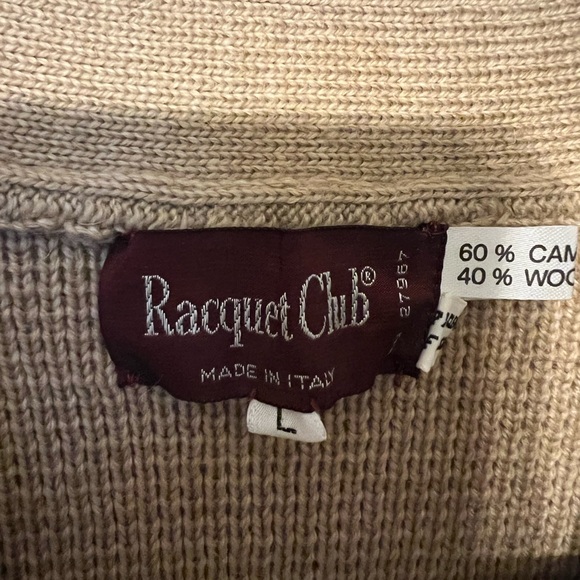 Racquet Club®
MADE IN ITALY
27967
60 % CAM
40 % WOO
L